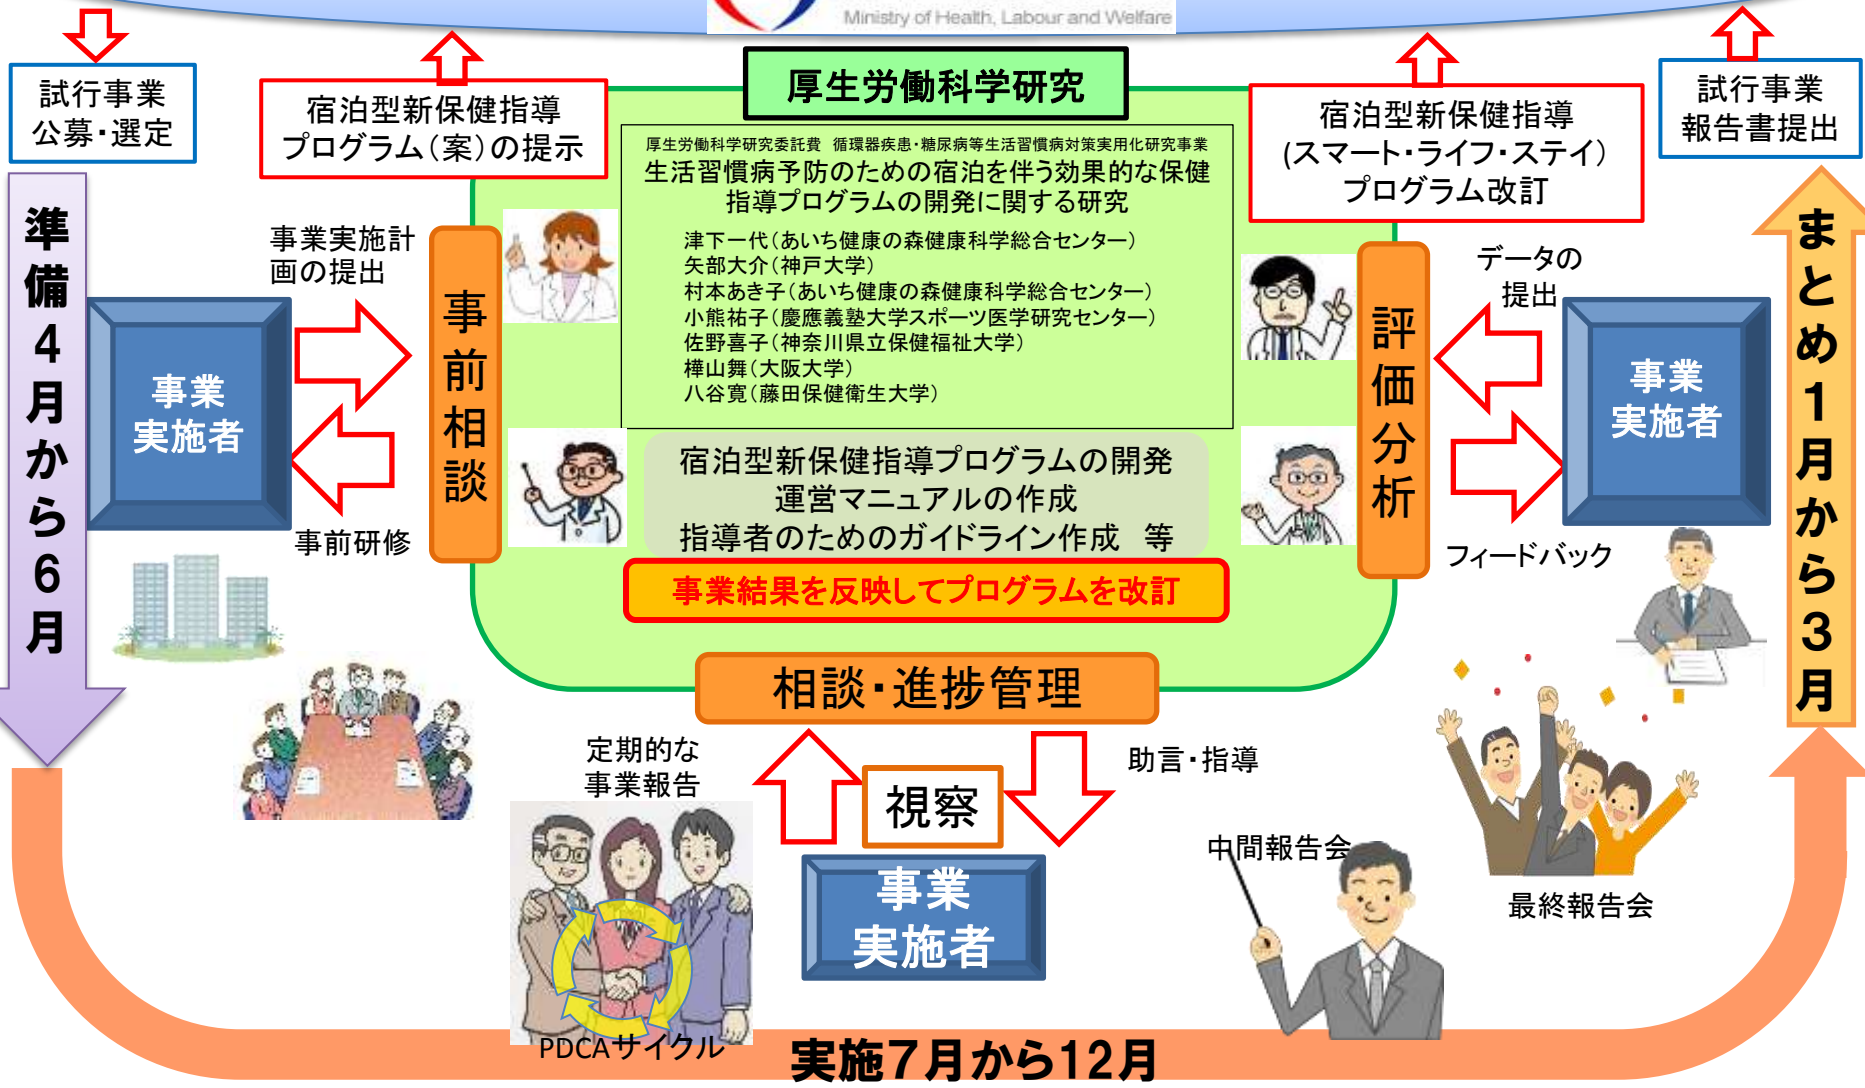 Ministry of Health, Labour and Welfare
試行事業
公募・選定
宿泊型新保健指導
プログラム（案）の提示
厚生労働科学研究
宿泊型新保健指導
(スマート・ライフ・ステイ）
プログラム改訂
試行事業
報告書提出
準備4月から6月
事業実施計
画の提出
事業
実施者
事前研修
事前相談
厚生労働科学研究委託費 循環器疾患・糖尿病等生活習慣病対策実用化研究事業
生活習慣病予防のための宿泊を伴う効果的な保健
指導プログラムの開発に関する研究
津下一代（あいち健康の森健康科学総合センター）
矢部大介（神戸大学）
村本あき子（あいち健康の森健康科学総合センター）
小熊祐子（慶應義塾大学スポーツ医学研究センター）
佐野喜子（神奈川県立保健福祉大学）
樺山舞（大阪大学）
八谷寛（藤田保健衛生大学）
宿泊型新保健指導プログラムの開発
運営マニュアルの作成
指導者のためのガイドライン作成 等
事業結果を反映してプログラムを改訂
評価分析
データの
提出
事業
実施者
フィードバック
まとめ1月から3月
相談・進捗管理
定期的な
事業報告
視察
助言・指導
事業
実施者
PDCAサイクル
中間報告会
最終報告会
実施7月から12月